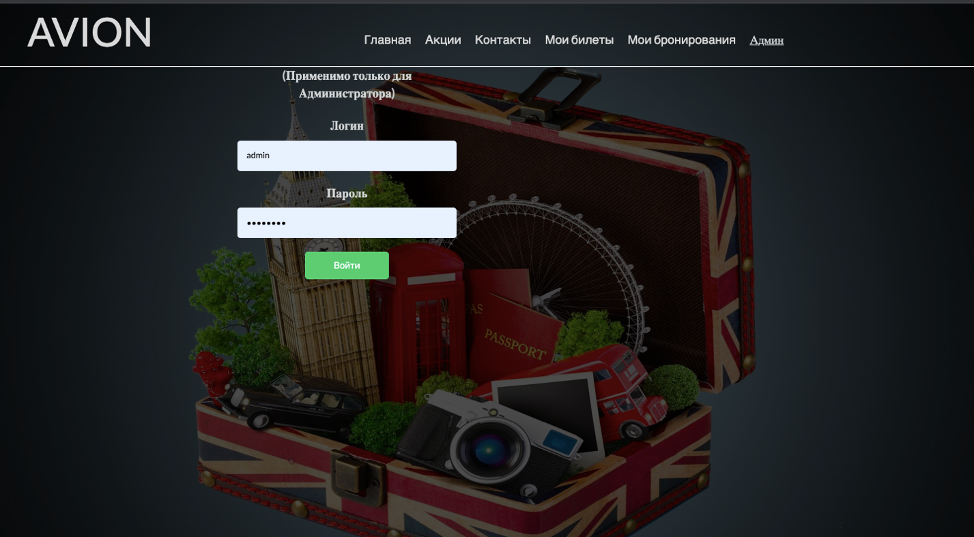 AVION
Главная Акции Контакты Мои билеты Мои бронирования Админ
(Применимо только для
Администратора)
Логин
admin
Пароль
••••••••
Войти
PASSPORT